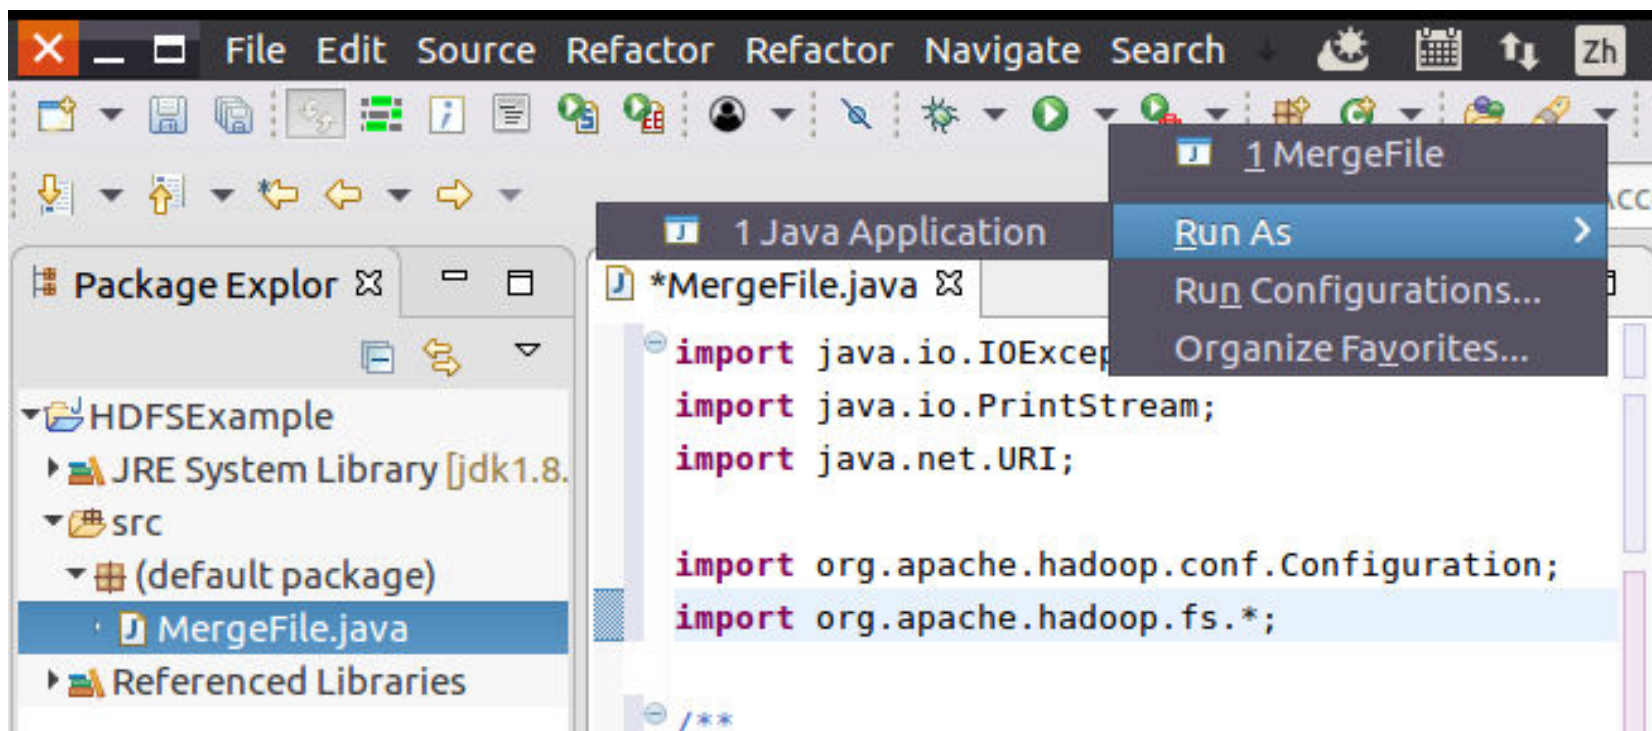 File Edit Source Refactor Refactor Navigate Search Zh
1 MergeFile
1 Java Application
Run As
Run Configurations...
Organize Favorites...
Package Explor
*MergeFile.java
HDFSExample
JRE System Library [jdk1.8.
src
(default package)
MergeFile.java
Referenced Libraries
import java.io.IOExcep
import java.io.PrintStream;
import java.net.URI;
import org.apache.hadoop.conf.Configuration;
import org.apache.hadoop.fs.*;
/**